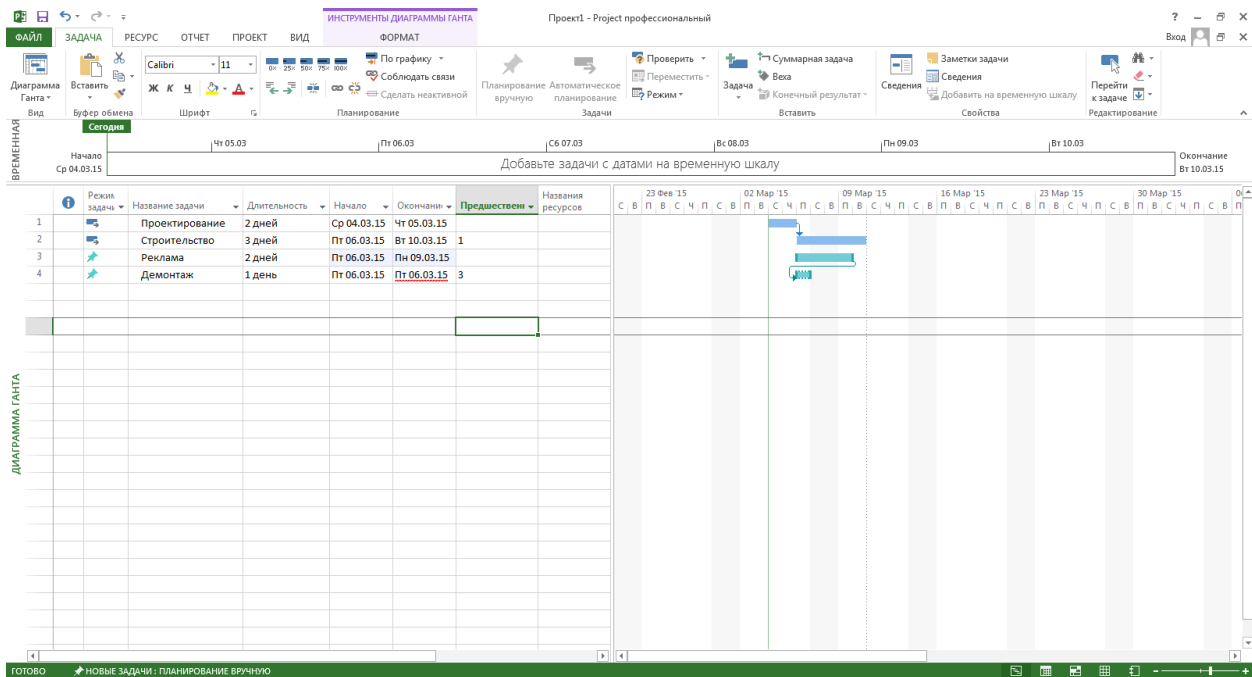 ИНСТРУМЕНТЫ ДИАГРАММЫ ГАНТА
Проект1 - Project профессиональный
?
ФАЙЛ ЗАДАЧА РЕСУРС ОТЧЕТ ПРОЕКТ ВИД ФОРМАТ
Вход
Диаграмма Ганта
Вид
Вставить
Буфер обмена
Calibri 11
Ж К Ч А
Шрифт
0× 25× 50× 75× 100×
По графику
Соблюдать связи
Сделать неактивной
Планирование
Планирование вручную
Автоматическое планирование
Проверить
Переместить
Режим
Задачи
Задача
Суммарная задача
Веха
Конечный результат
Вставить
Сведения
Заметки задачи
Сведения
Добавить на временную шкалу
Свойства
Перейти к задаче
Редактирование
ВРЕМЕННАЯ
Сегодня
Чт 05.03 Пт 06.03 Сб 07.03 Вс 08.03 Пн 09.03 Вт 10.03
Начало
Ср 04.03.15
Добавьте задачи с датами на временную шкалу
Окончание
Вт 10.03.15
ДИАГРАММА ГАНТА
Режим задачь Название задачи Длительность Начало Окончани Предшествен Названия ресурсов
23 Фев '15 02 Мар '15 09 Мар '15 16 Мар '15 23 Мар '15 30 Мар '15
С В П В С Ч П С В П В С Ч П С В П В С Ч П С В П В С Ч П С В П В С Ч П С В П В С Ч П С В П
1 Проектирование 2 дней Ср 04.03.15 Чт 05.03.15
2 Строительство 3 дней Пт 06.03.15 Вт 10.03.15 1
3 Реклама 2 дней Пт 06.03.15 Пн 09.03.15
4 Демонтаж 1 день Пт 06.03.15 Пт 06.03.15 3
ГОТОВО НОВЫЕ ЗАДАЧИ : ПЛАНИРОВАНИЕ ВРУЧНУЮ